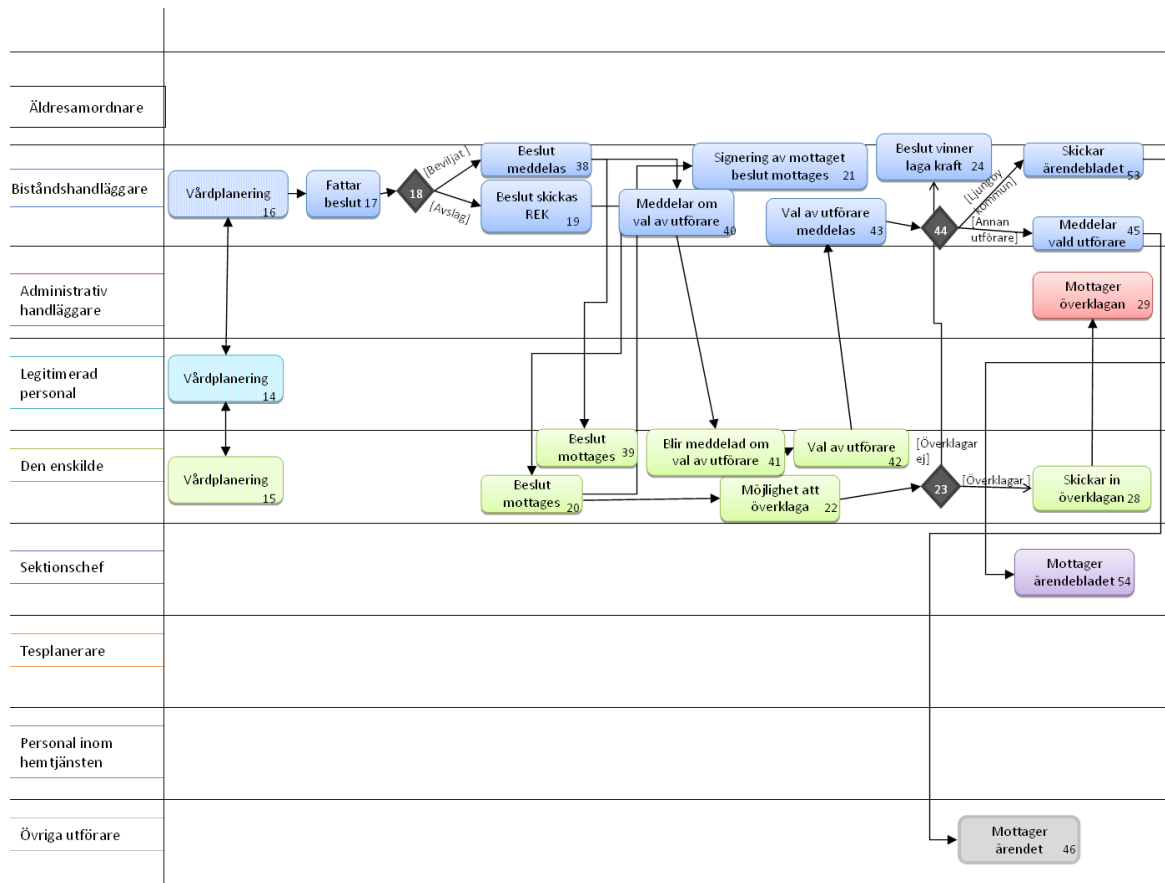 Äldresamordnare
Biståndshandläggare
Vårdplanering
16
Fattar
beslut 17
18
[Beviljat ]
[Avslag]
Beslut
meddelas 38
Beslut skickas
REK 19
Meddelar om
val av utförare
40
Signering av mottaget
beslut mottages 21
Val av utförare
meddelas 43
Beslut vinner
laga kraft 24
44
[Ljungby
kommun]
[Annan
utförare]
Skickar
ärendebladet
53
Meddelar 45
vald utförare
Administrativ
handläggare
Mottager
överklagan 29
Legitimerad
personal
Vårdplanering
14
Den enskilde
Vårdplanering
15
Beslut
mottages 39
Beslut
mottages 20
Blir meddelad om
val av utförare 41
Val av utförare
42
Möjlighet att
överklaga 22
[Överklagar
ej]
23
[Överklagar ]
Skickar in
överklagan 28
Sektionschef
Mottager
ärendebladet 54
Tesplanerare
Personal inom
hemtjänsten
Övriga utförare
Mottager
ärendet 46